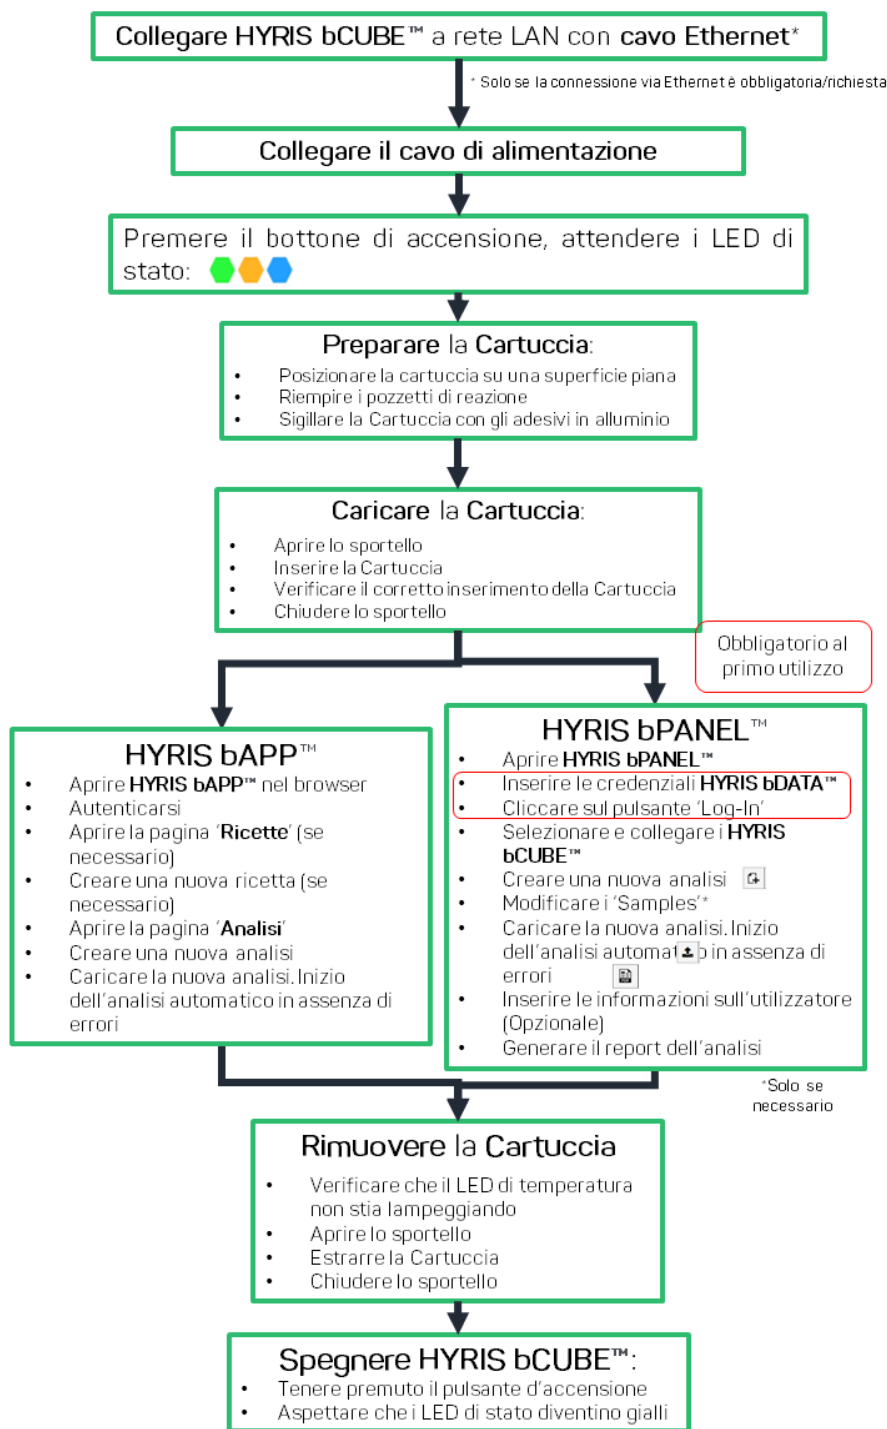 Collegare HYRIS bCUBE™ a rete LAN con cavo Ethernet*
* Solo se la connessione via Ethernet è obbligatoria/richiesta
Collegare il cavo di alimentazione
Premere il bottone di accensione, attendere i LED di
stato:
Preparare la Cartuccia:
• Posizionare la cartuccia su una superficie piana
• Riempire i pozzetti di reazione
• Sigillare la Cartuccia con gli adesivi in alluminio
Caricare la Cartuccia:
• Aprire lo sportello
• Inserire la Cartuccia
• Verificare il corretto inserimento della Cartuccia
• Chiudere lo sportello
Obbligatorio al
primo utilizzo
HYRIS bAPP™
• Aprire HYRIS bAPP™ nel browser
• Autenticarsi
• Aprire la pagina ‘Ricette’ (se
necessario)
• Creare una nuova ricetta (se
necessario)
• Aprire la pagina ‘Analisi’
• Creare una nuova analisi
• Caricare la nuova analisi. Inizio
dell’analisi automatico in assenza di
errori
HYRIS bPANEL™
• Aprire HYRIS bPANEL™
• Inserire le credenziali HYRIS bDATA™
• Cliccare sul pulsante ‘Log-In’
• Selezionare e collegare i HYRIS
bCUBE™
• Creare una nuova analisi
• Modificare i ‘Samples’*
• Caricare la nuova analisi. Inizio
dell’analisi automatico in assenza di
errori
• Inserire le informazioni sull’utilizzatore
(Opzionale)
• Generare il report dell’analisi
*Solo se
necessario
Rimuovere la Cartuccia
• Verificare che il LED di temperatura
non stia lampeggiando
• Aprire lo sportello
• Estrarre la Cartuccia
• Chiudere lo sportello
Spegnere HYRIS bCUBE™:
• Tenere premuto il pulsante d’accensione
• Aspettare che i LED di stato diventino gialli